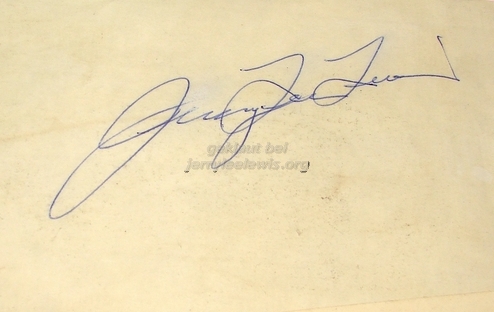 Jerry Lee Lewis
geklaut bei
jerryleelewis.org